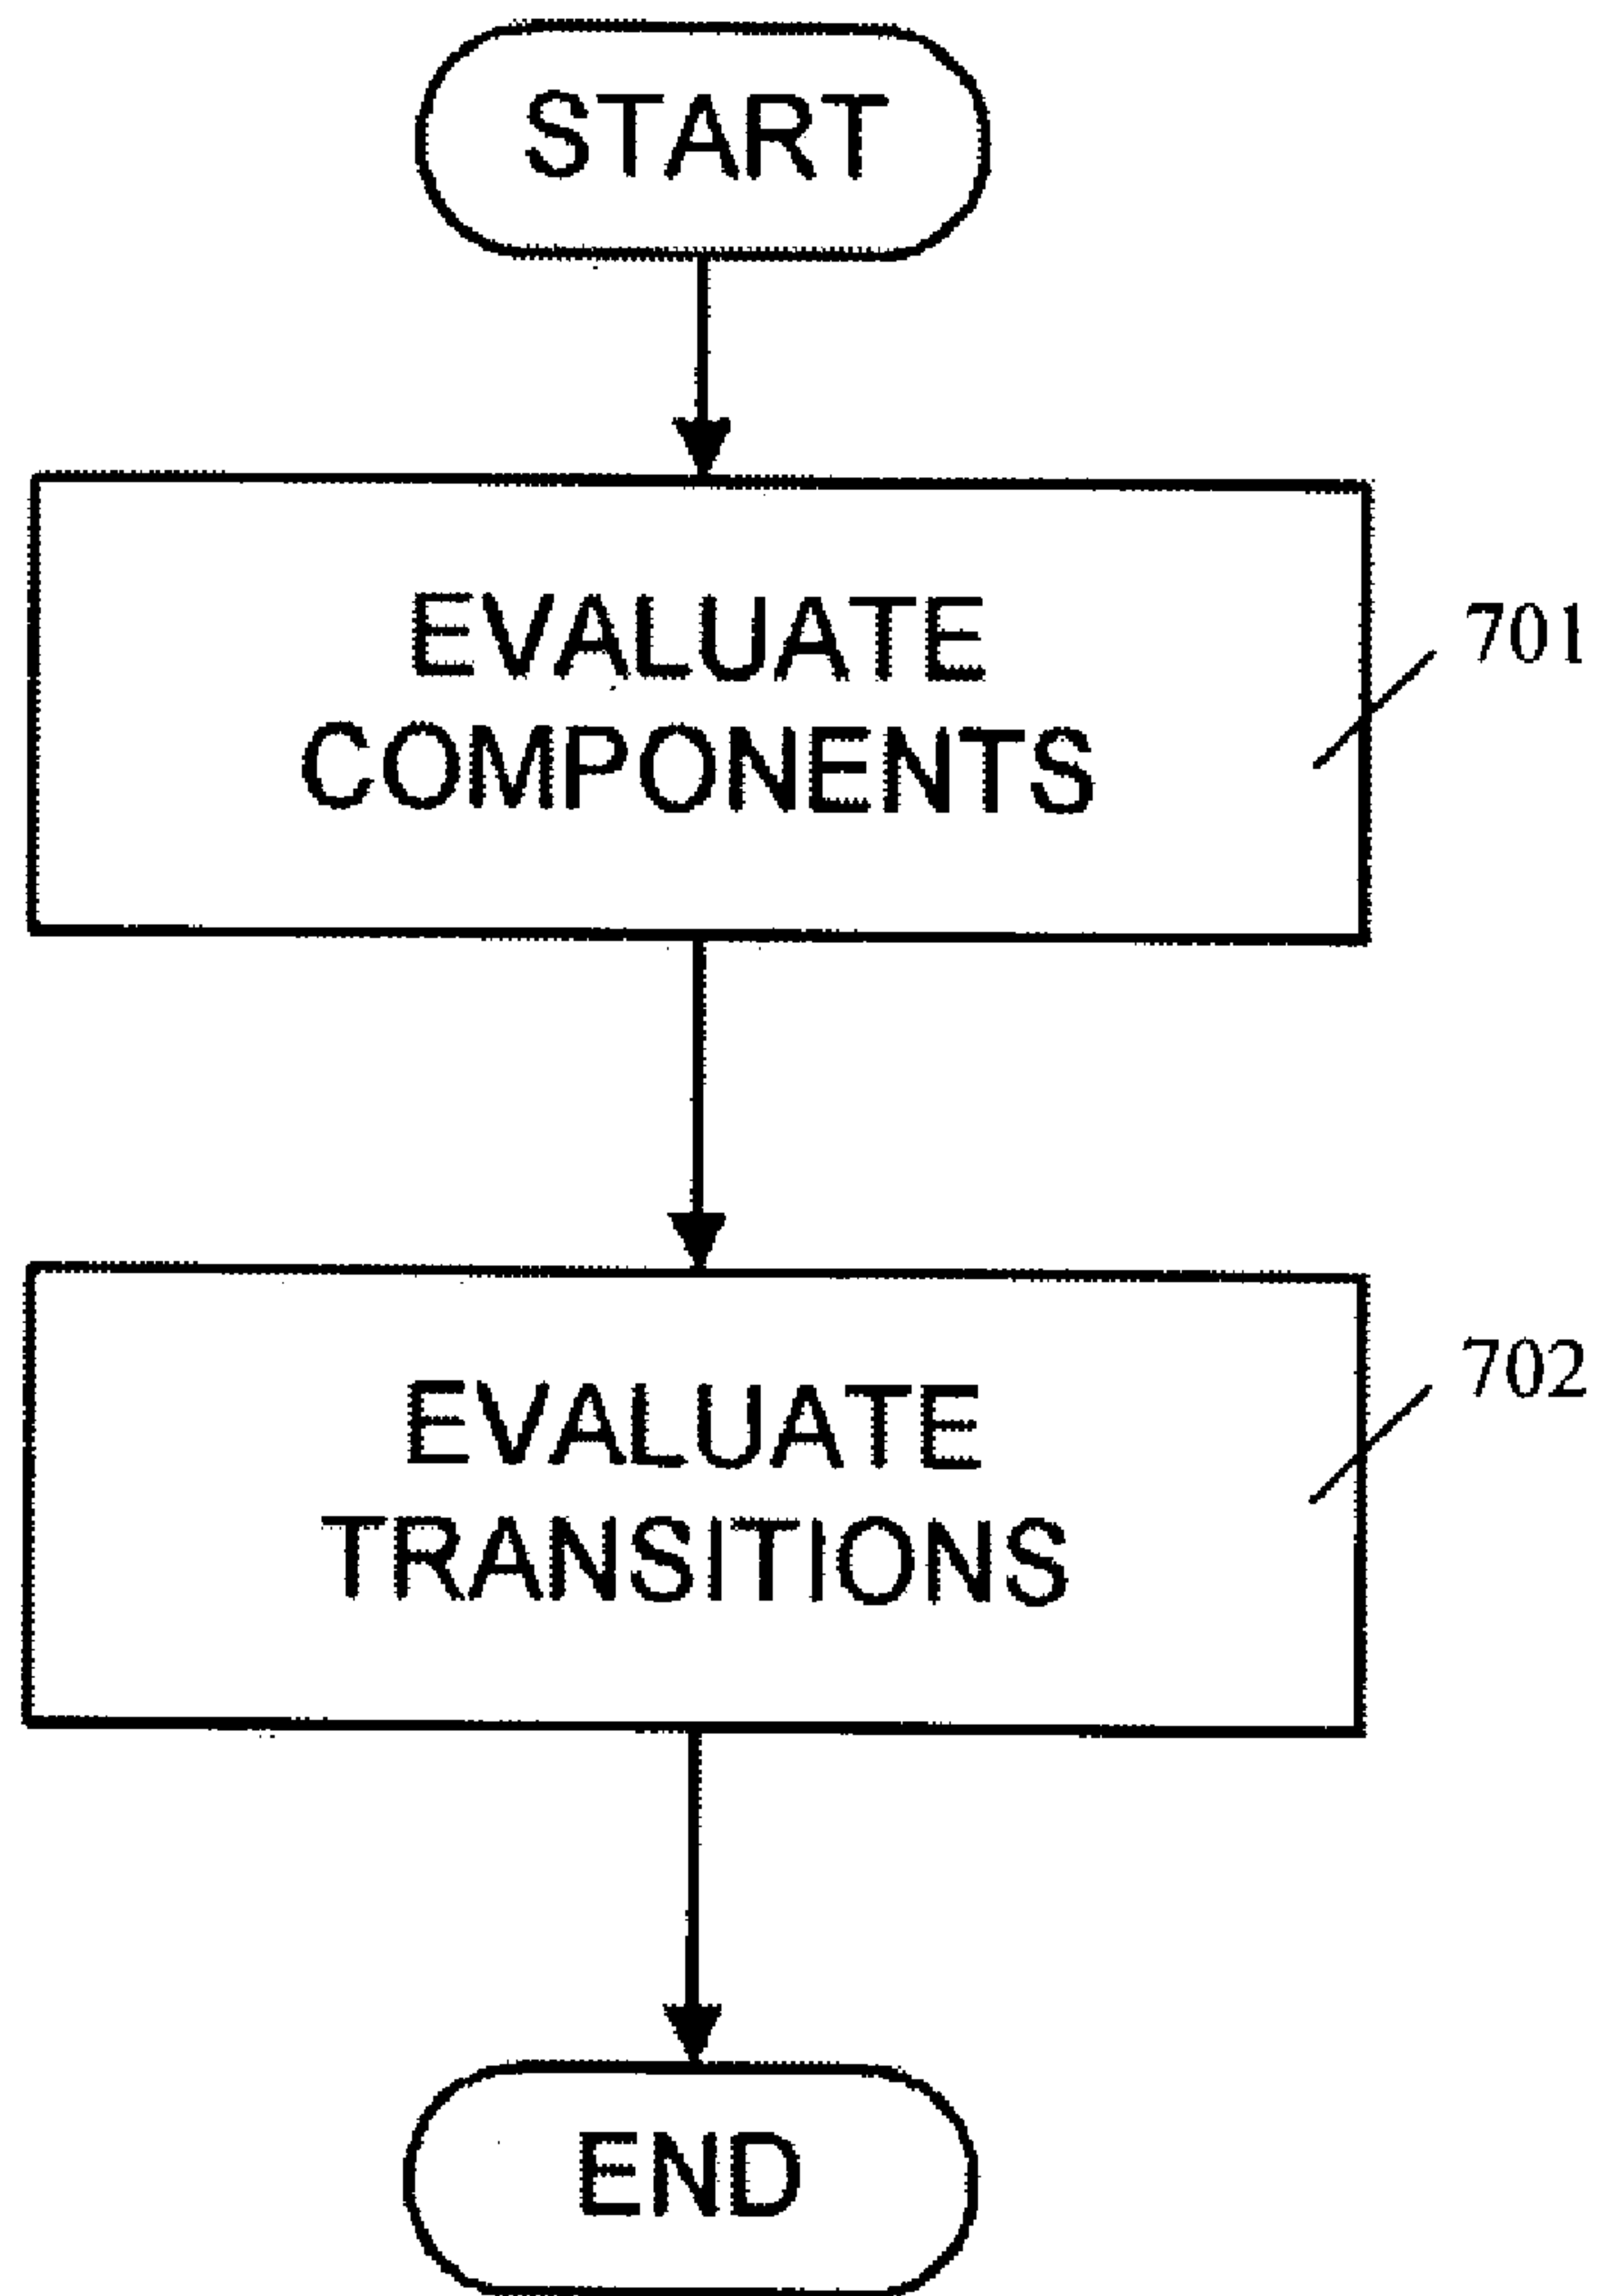 START
EVALUATE
COMPONENTS
701
EVALUATE
TRANSITIONS
702
END